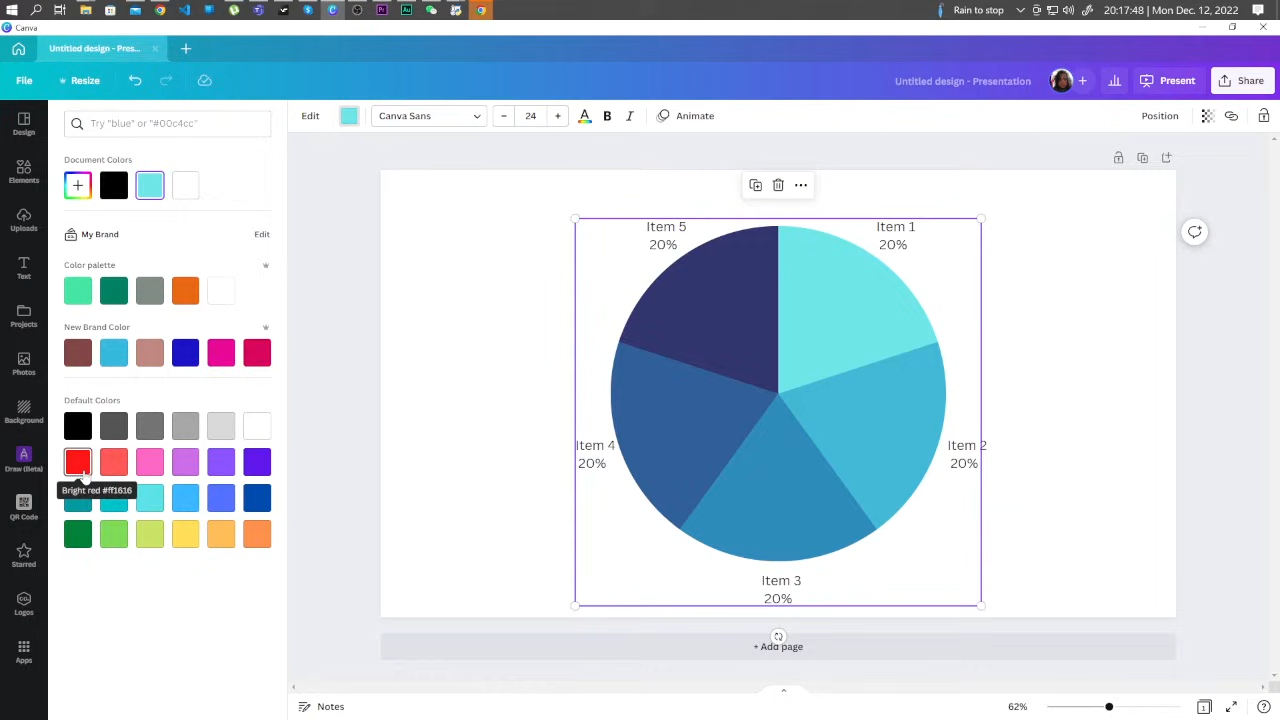 Rain to stop
20:17:48 | Mon Dec. 12, 2022
Canva
Untitled design - Pres...
File
Resize
Untitled design - Presentation
Present
Share
Design
Elements
Uploads
Text
Projects
Photos
Background
Draw (Beta)
QR Code
Starred
Logos
Apps
Try "blue" or "#00c4cc"
Document Colors
My Brand
Edit
Color palette
New Brand Color
Default Colors
Bright red #ff1616
Edit
Canva Sans
24
A
B
I
Animate
Position
Item 5
20%
Item 1
20%
Item 4
20%
Item 2
20%
Item 3
20%
+ Add page
Notes
62%
1